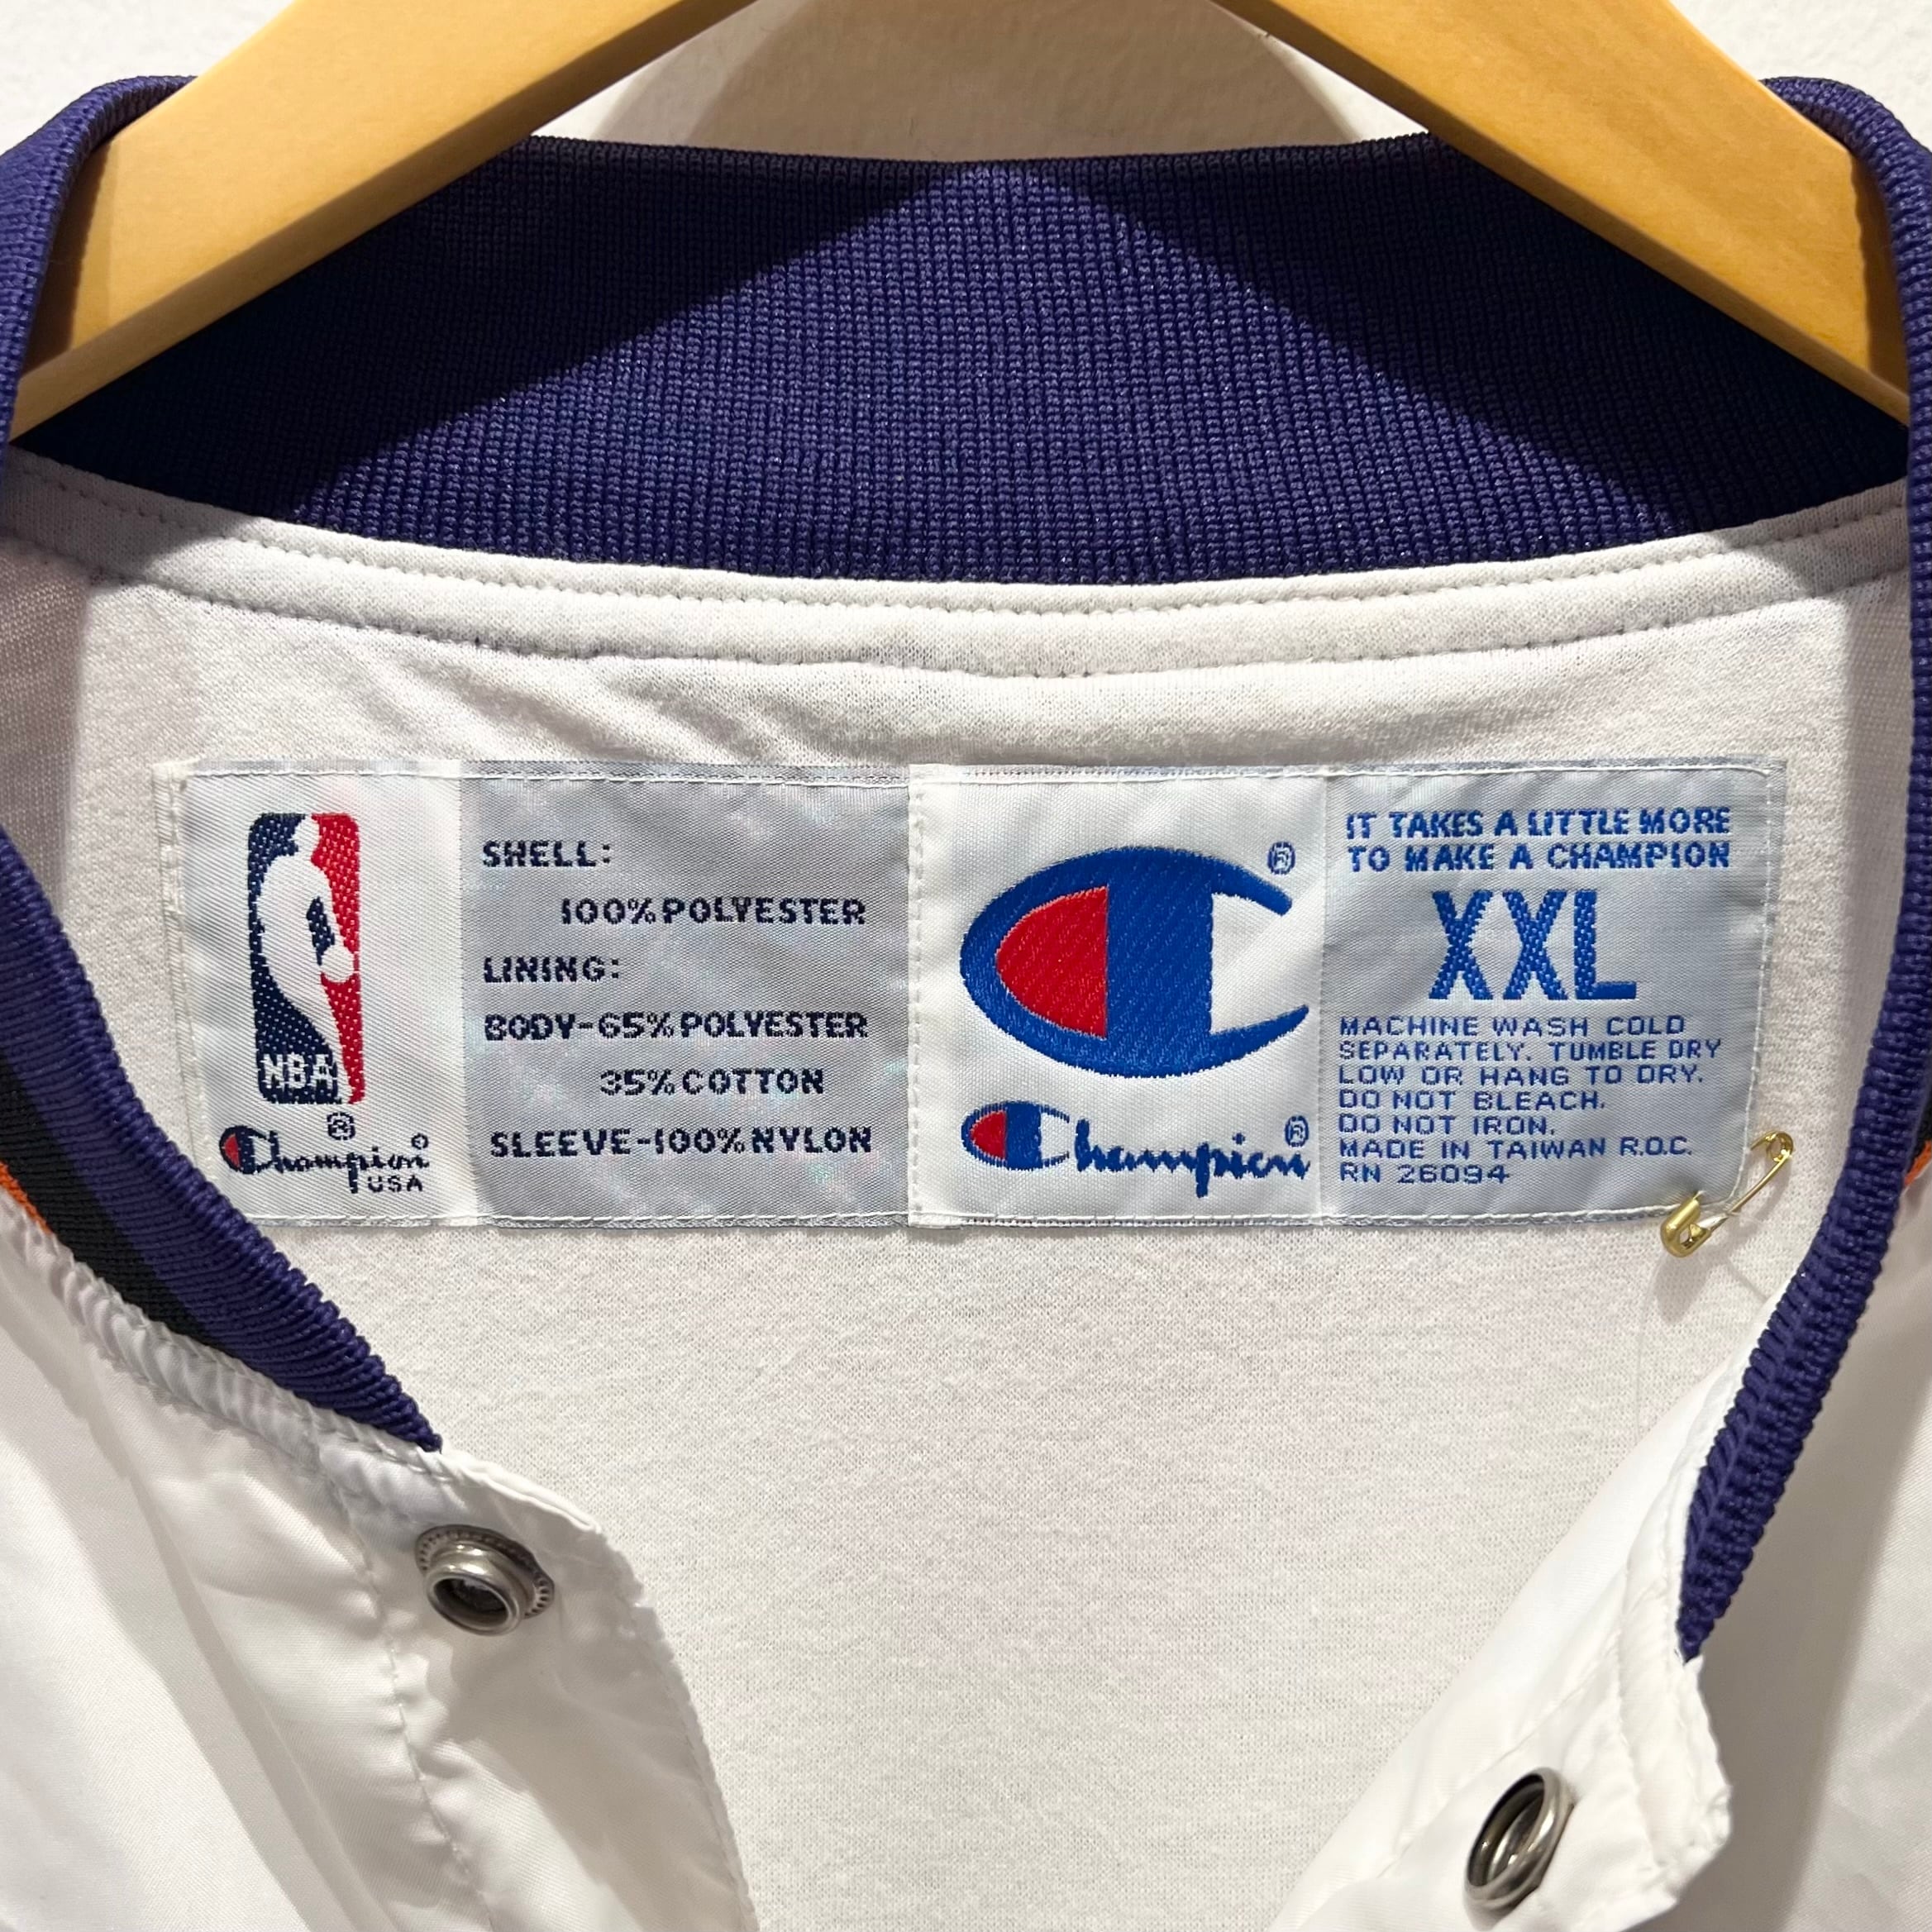 NBA
®
Champion ©
USA
SHELL:
100% POLYESTER
LINING:
BODY-65% POLYESTER
35% COTTON
SLEEVE-100% NYLON
®
Champion ®
IT TAKES A LITTLE MORE
TO MAKE A CHAMPION
XXL
MACHINE WASH COLD
SEPARATELY. TUMBLE DRY
LOW OR HANG TO DRY.
DO NOT BLEACH.
DO NOT IRON.
MADE IN TAIWAN R.O.C.
RN 26094